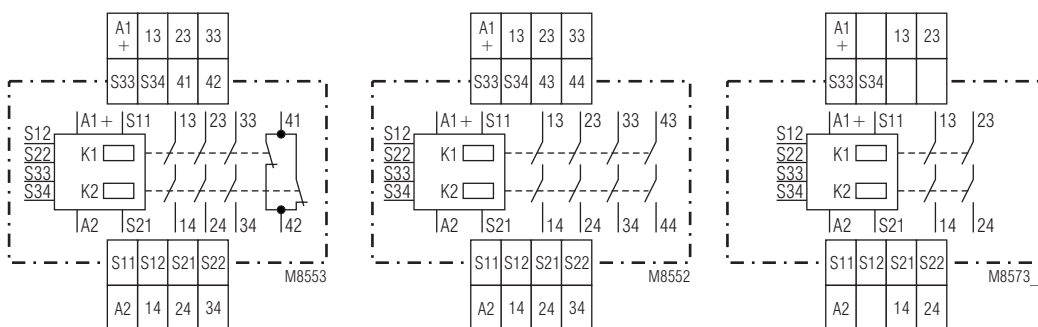 A1 + 13 23 33
S33 S34 41 42
A1+ S11 13 23 33 41
S12
S22
S33
S34
K1
K2
A2 S21 14 24 34 42
S11 S12 S21 S22
M8553
A2 14 24 34
A1 + 13 23 33
S33 S34 43 44
A1+ S11 13 23 33 43
S12
S22
S33
S34
K1
K2
A2 S21 14 24 34 44
S11 S12 S21 S22
M8552
A2 14 24 34
A1 + 13 23
S33 S34
A1+ S11 13 23
S12
S22
S33
S34
K1
K2
A2 S21 14 24
S11 S12 S21 S22
M8573_
A2 14 24